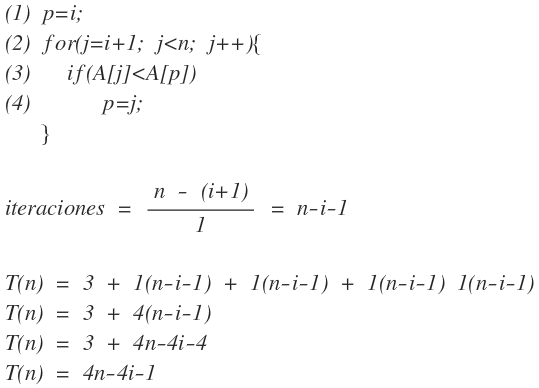 (1) p=i;
(2) for(j=i+1; j<n; j++){
(3) if(A[j]<A[p])
(4) p=j;
}
iteraciones = n - (i+1) / 1 = n-i-1
T(n) = 3 + 1(n-i-1) + 1(n-i-1) + 1(n-i-1) 1(n-i-1)
T(n) = 3 + 4(n-i-1)
T(n) = 3 + 4n-4i-4
T(n) = 4n-4i-1